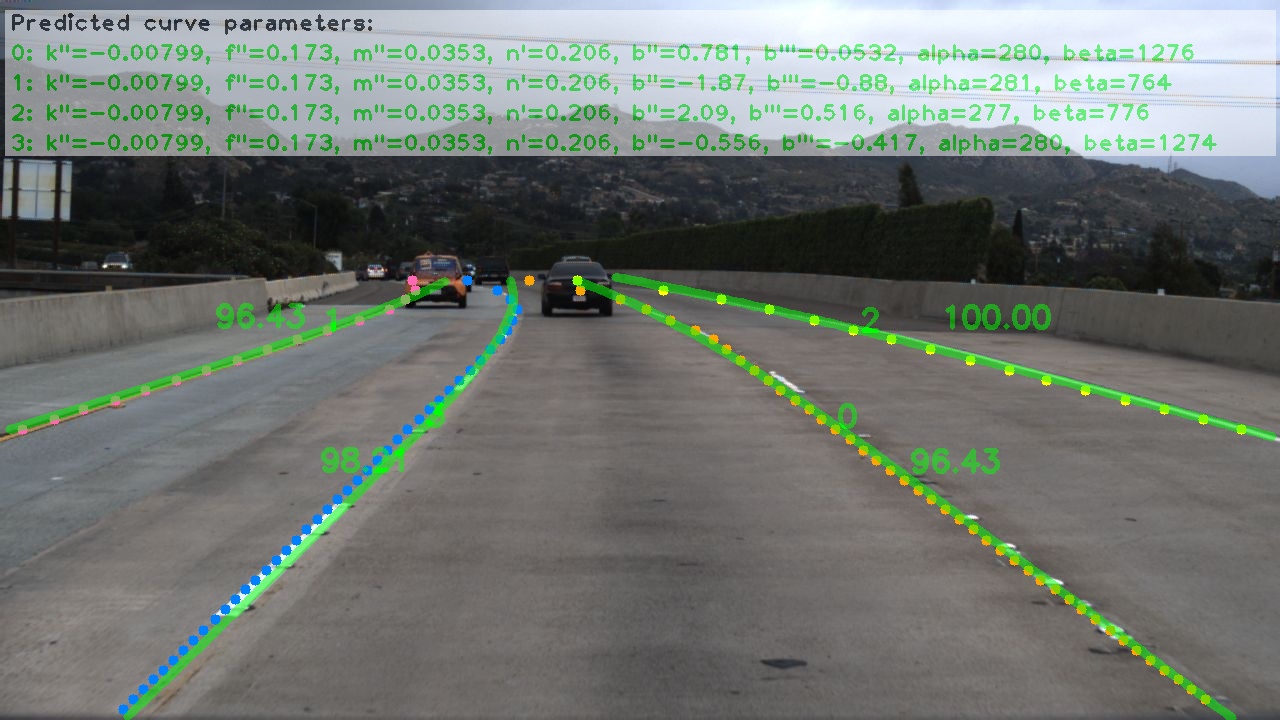 Predicted curve parameters:
0: k''=-0.00799, f''=0.173, m''=0.0353, n'=0.206, b''=0.781, b'''=0.0532, alpha=280, beta=1276
1: k''=-0.00799, f''=0.173, m''=0.0353, n'=0.206, b''=-1.87, b'''=-0.88, alpha=281, beta=764
2: k''=-0.00799, f''=0.173, m''=0.0353, n'=0.206, b''=2.09, b'''=0.516, alpha=277, beta=776
3: k''=-0.00799, f''=0.173, m''=0.0353, n'=0.206, b''=-0.556, b'''=-0.417, alpha=280, beta=1274
96.43 1
2 100.00
0
96.43